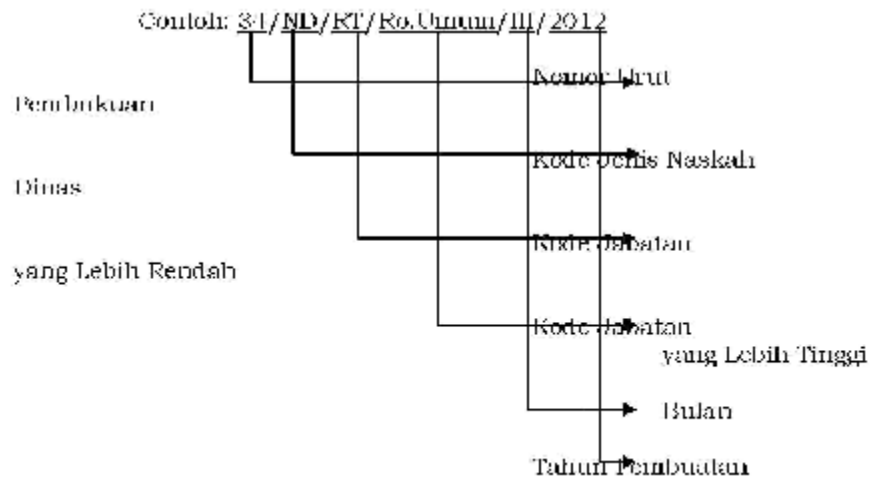 Contoh: 34/ND/RT/Ro.Umum/III/2012
Nomor Urut
Pembukuan
Kode Jenis Naskah
Dinas
Kode Jabatan
yang Lebih Rendah
Kode Jabatan
yang Lebih Tinggi
Bulan
Tahun Pembuatan